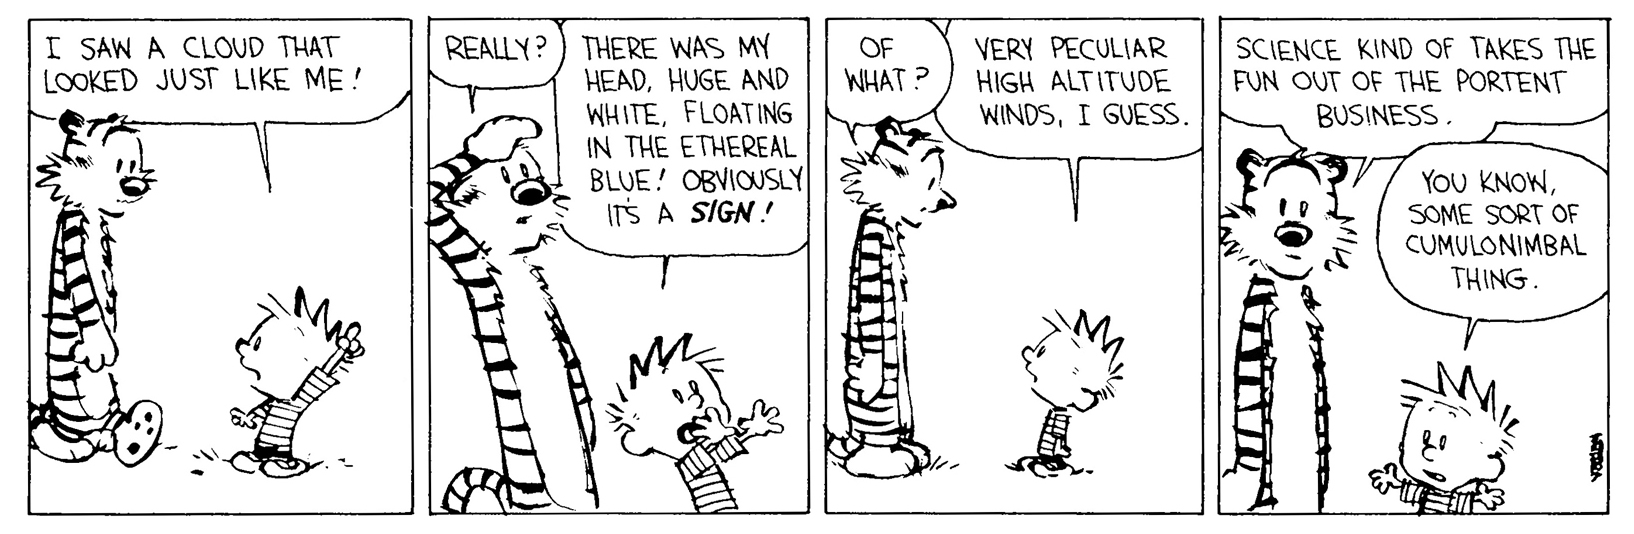 I SAW A CLOUD THAT
LOOKED JUST LIKE ME!
REALLY?
THERE WAS MY
HEAD, HUGE AND
WHITE, FLOATING
IN THE ETHEREAL
BLUE! OBVIOUSLY
IT'S A SIGN!
OF
WHAT?
VERY PECULIAR
HIGH ALTITUDE
WINDS, I GUESS.
SCIENCE KIND OF TAKES THE
FUN OUT OF THE PORTENT
BUSINESS.
YOU KNOW,
SOME SORT OF
CUMULONIMBAL
THING.